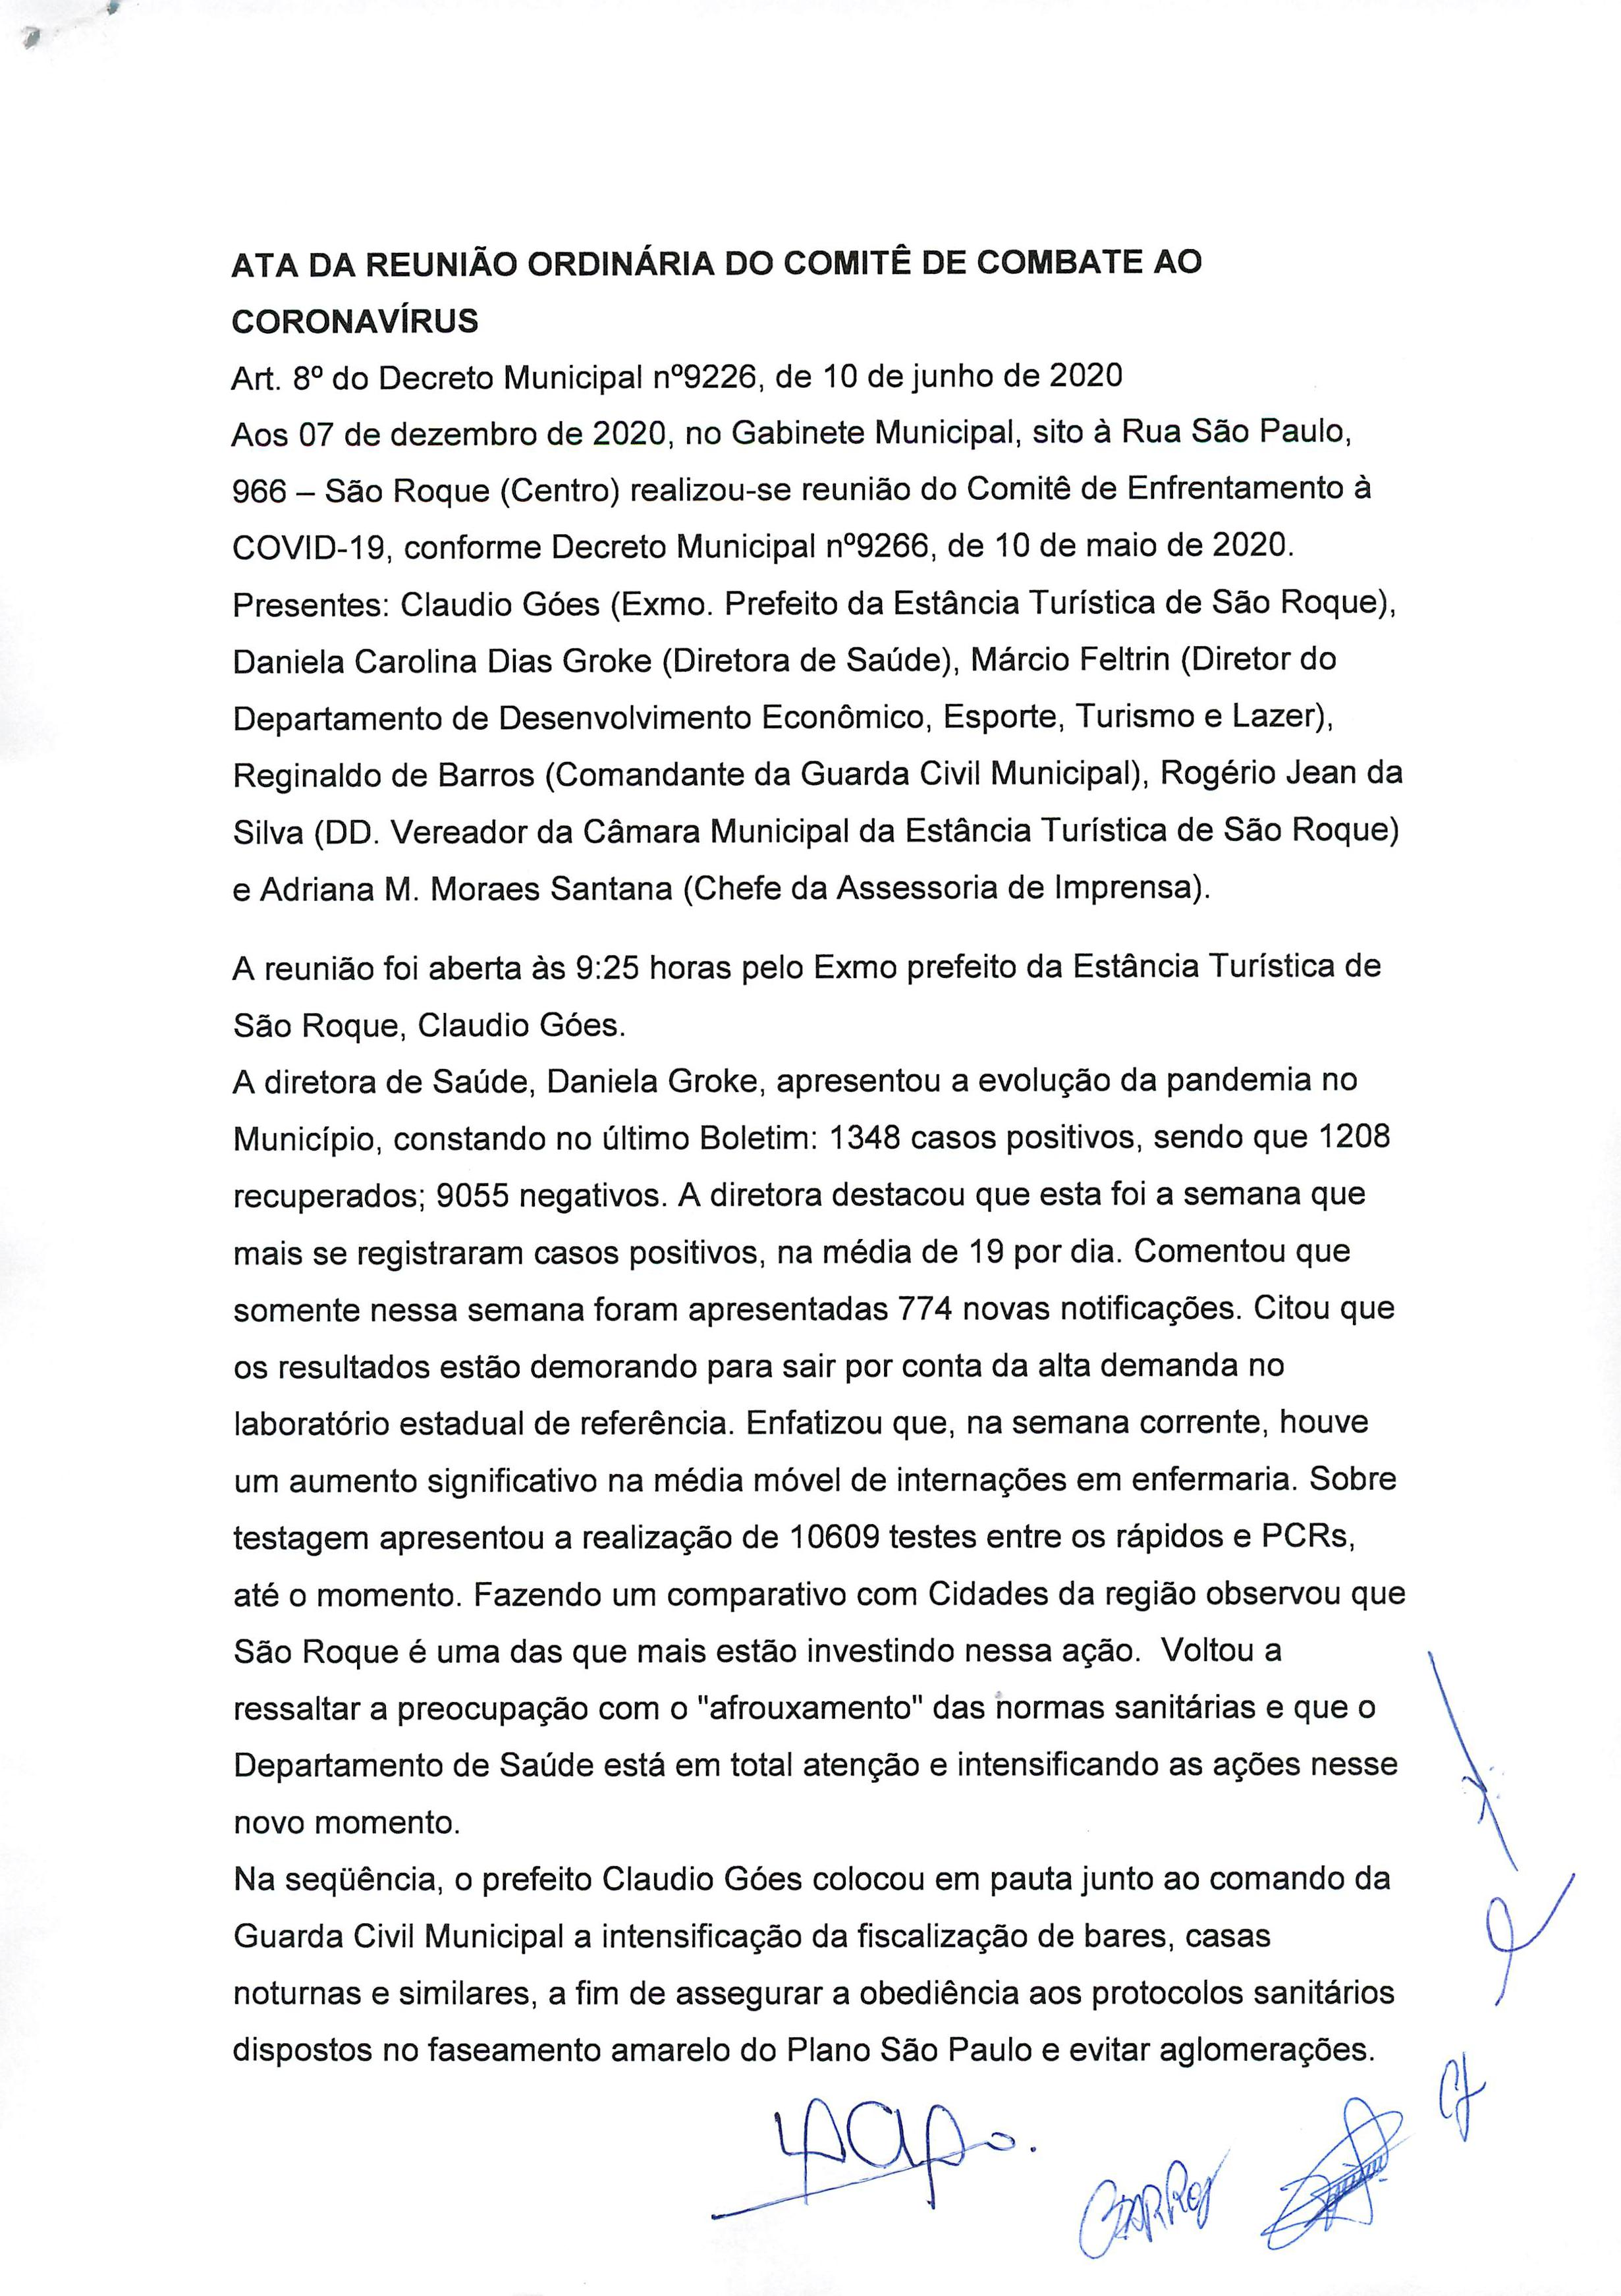 ATA DA REUNIÃO ORDINÁRIA DO COMITÊ DE COMBATE AO
CORONAVÍRUS
Art. 8º do Decreto Municipal nº9226, de 10 de junho de 2020
Aos 07 de dezembro de 2020, no Gabinete Municipal, sito à Rua São Paulo,
966 – São Roque (Centro) realizou-se reunião do Comitê de Enfrentamento à
COVID-19, conforme Decreto Municipal nº9266, de 10 de maio de 2020.
Presentes: Claudio Góes (Exmo. Prefeito da Estância Turística de São Roque),
Daniela Carolina Dias Groke (Diretora de Saúde), Márcio Feltrin (Diretor do
Departamento de Desenvolvimento Econômico, Esporte, Turismo e Lazer),
Reginaldo de Barros (Comandante da Guarda Civil Municipal), Rogério Jean da
Silva (DD. Vereador da Câmara Municipal da Estância Turística de São Roque)
e Adriana M. Moraes Santana (Chefe da Assessoria de Imprensa).
A reunião foi aberta às 9:25 horas pelo Exmo prefeito da Estância Turística de
São Roque, Claudio Góes.
A diretora de Saúde, Daniela Groke, apresentou a evolução da pandemia no
Município, constando no último Boletim: 1348 casos positivos, sendo que 1208
recuperados; 9055 negativos. A diretora destacou que esta foi a semana que
mais se registraram casos positivos, na média de 19 por dia. Comentou que
somente nessa semana foram apresentadas 774 novas notificações. Citou que
os resultados estão demorando para sair por conta da alta demanda no
laboratório estadual de referência. Enfatizou que, na semana corrente, houve
um aumento significativo na média móvel de internações em enfermaria. Sobre
testagem apresentou a realização de 10609 testes entre os rápidos e PCRs,
até o momento. Fazendo um comparativo com Cidades da região observou que
São Roque é uma das que mais estão investindo nessa ação.  Voltou a
ressaltar a preocupação com o "afrouxamento" das normas sanitárias e que o
Departamento de Saúde está em total atenção e intensificando as ações nesse
novo momento.
Na seqüência, o prefeito Claudio Góes colocou em pauta junto ao comando da
Guarda Civil Municipal a intensificação da fiscalização de bares, casas
noturnas e similares, a fim de assegurar a obediência aos protocolos sanitários
dispostos no faseamento amarelo do Plano São Paulo e evitar aglomerações.